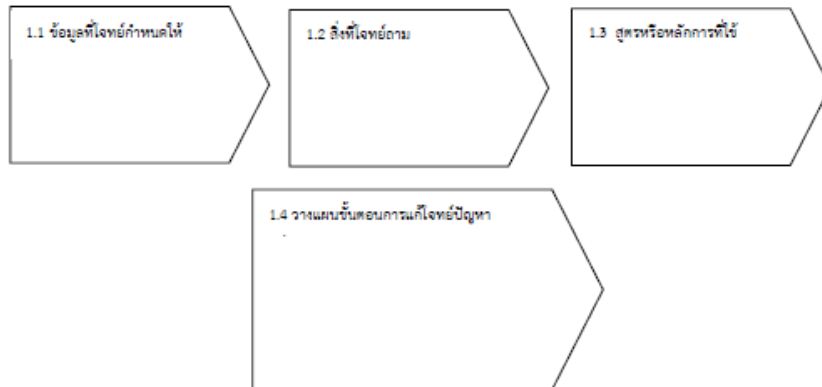 1.1 ข้อมูลที่โจทย์กำหนดให้
1.2 สิ่งที่โจทย์ถาม
1.3 สูตรหรือหลักการที่ใช้
1.4 วางแผนขั้นตอนการแก้โจทย์ปัญหา